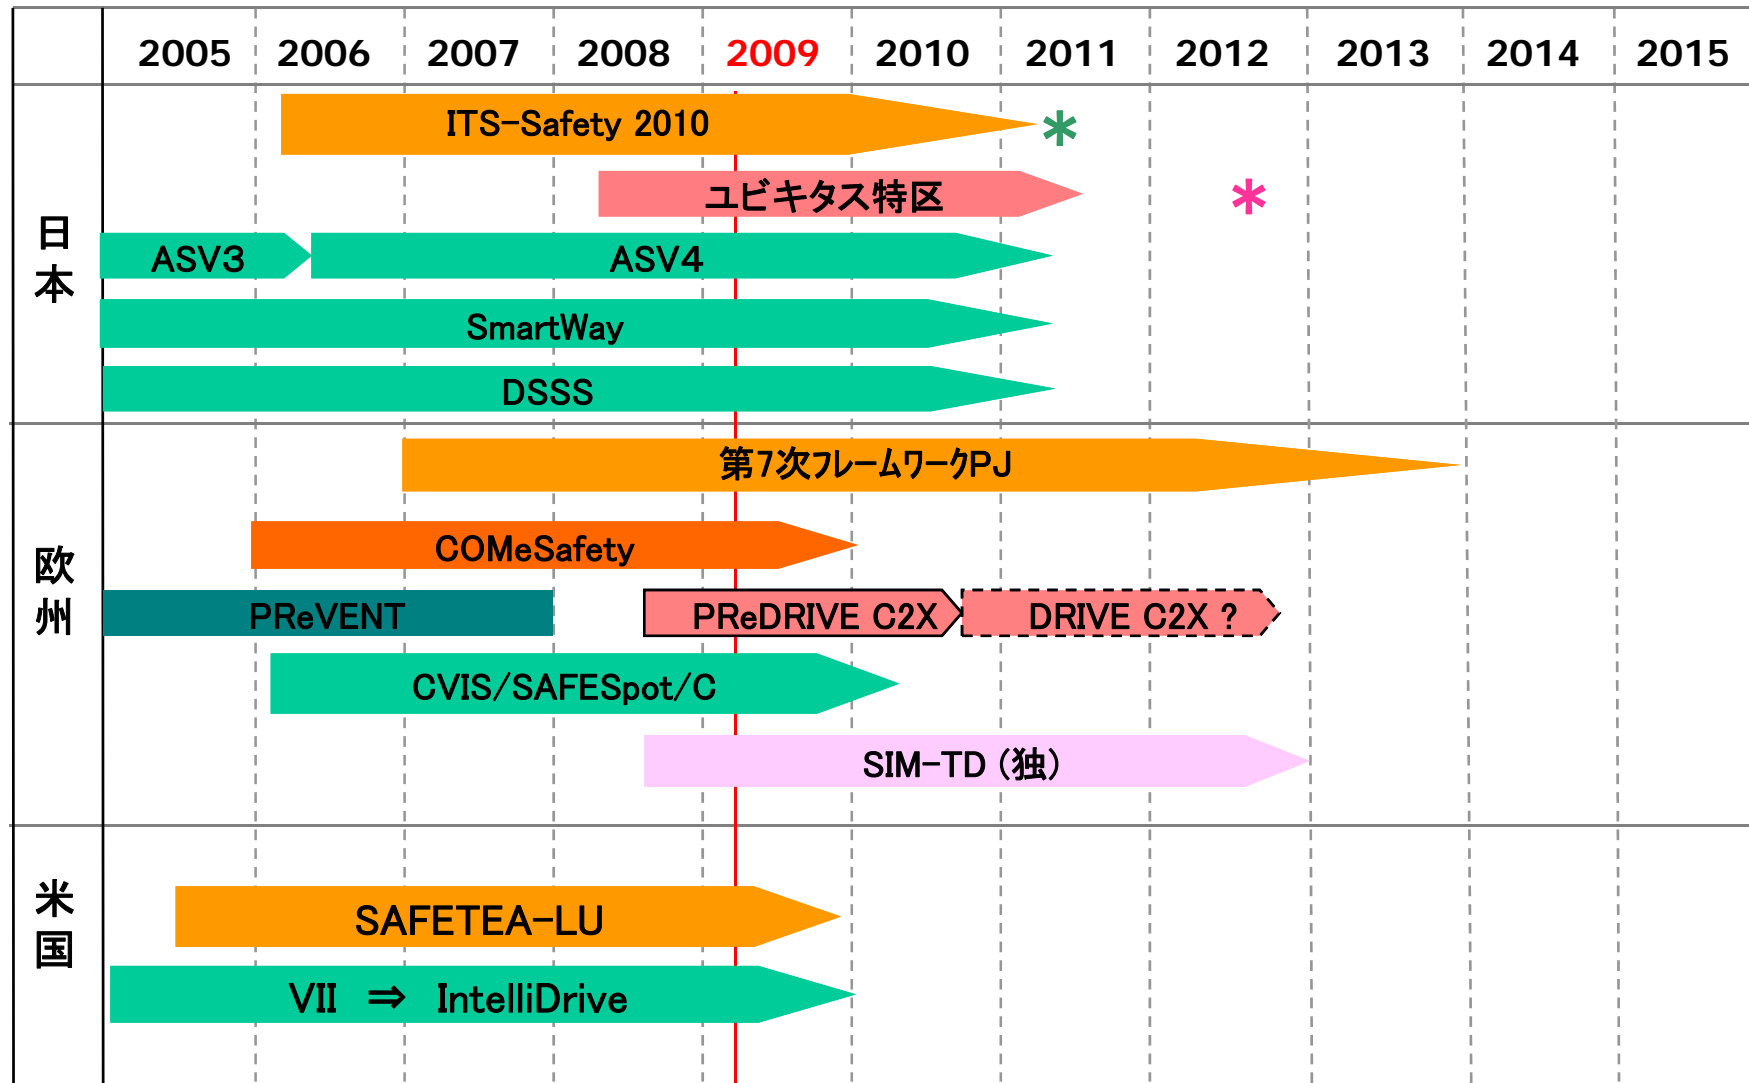 2005 2006 2007 2008 2009 2010 2011 2012 2013 2014 2015
日本
ITS-Safety 2010
*
ユビキタス特区
*
ASV3
ASV4
SmartWay
DSSS
欧州
第7次フレームワークPJ
COMeSafety
PReVENT
PReDRIVE C2X
DRIVE C2X ?
CVIS/SAFESpot/C
SIM-TD (独)
米国
SAFETEA-LU
VII ⇒ IntelliDrive